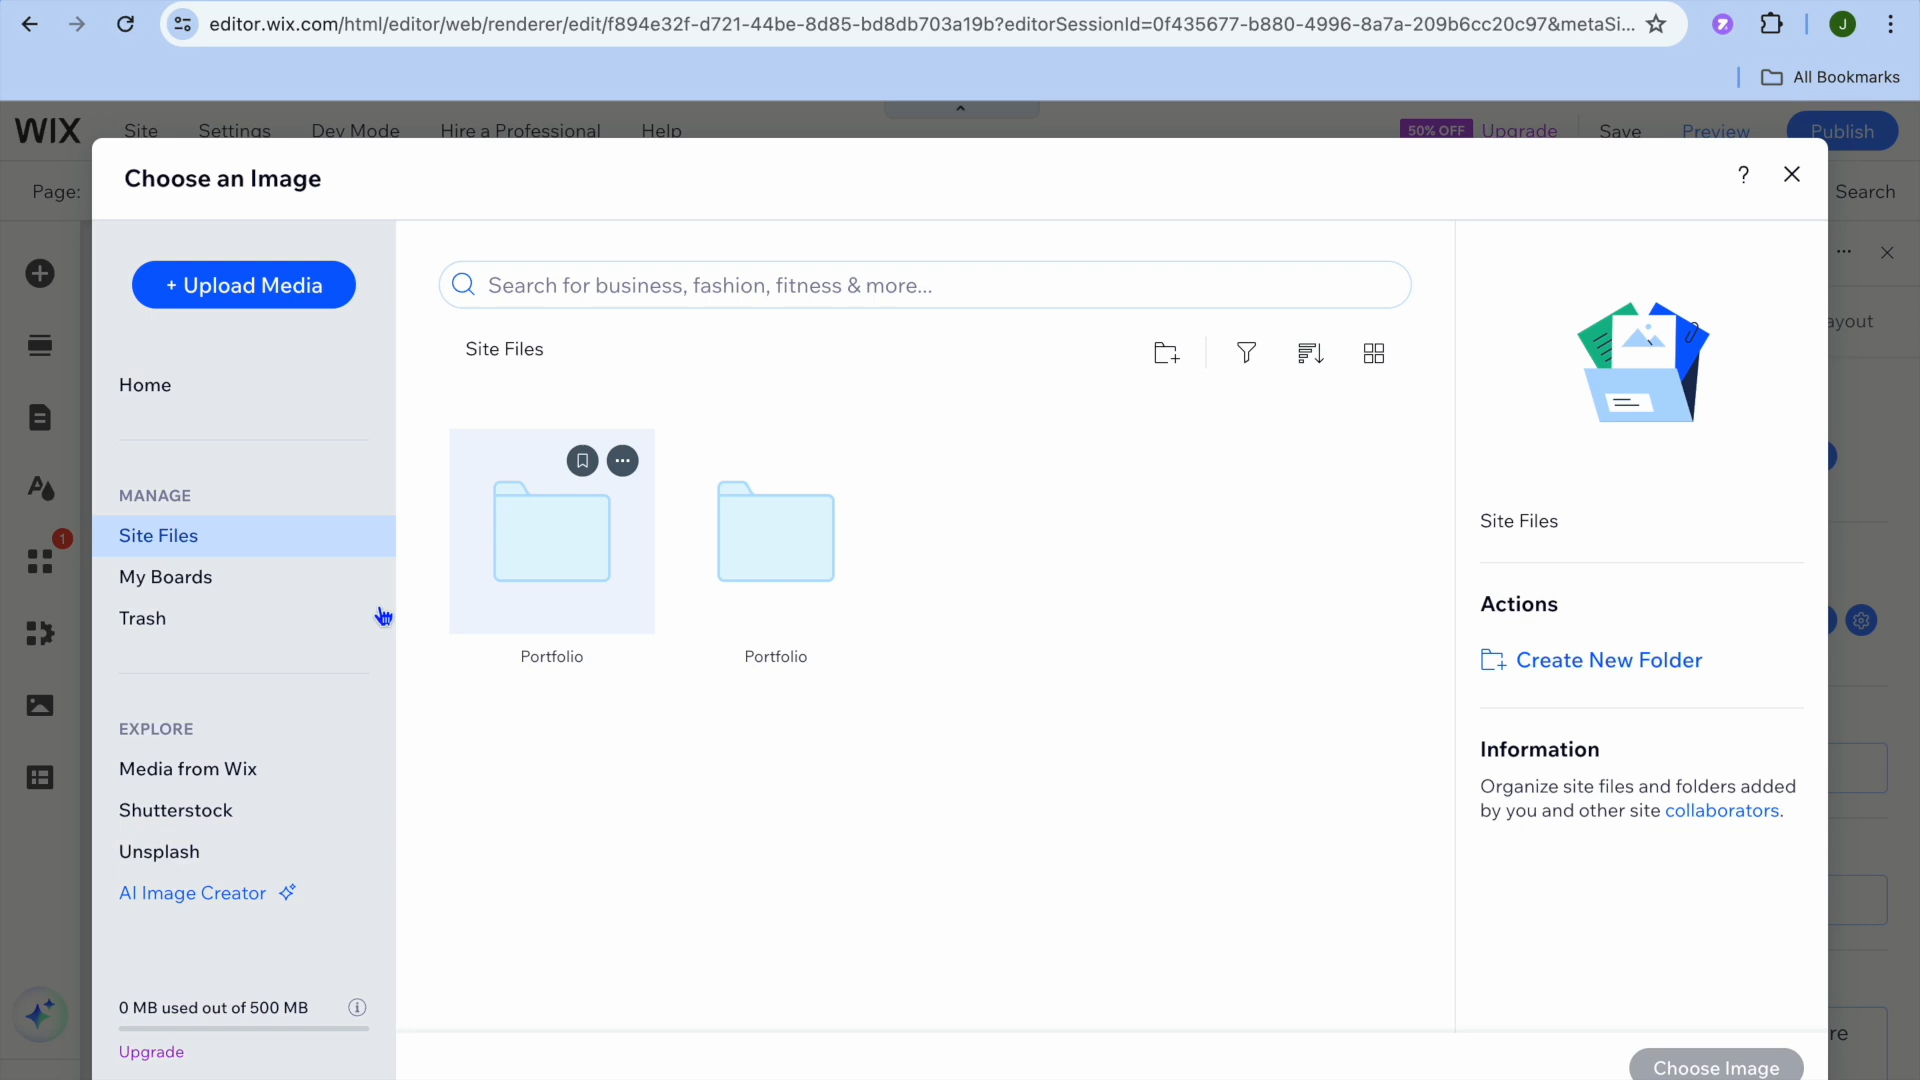 editor.wix.com/html/editor/web/renderer/edit/f894e32f-d721-44be-8d85-bd8db703a19b?editorSessionId=0f435677-b880-4996-8a7a-209b6cc20c97&metaSi...
J
All Bookmarks
WIX Site Settings Dev Mode Hire a Professional Help 50% OFF Upgrade Save Preview Publish
Page: Search
Choose an Image ?
+ Upload Media
Search for business, fashion, fitness & more...
ayout
Site Files
Home
MANAGE
Site Files
My Boards
Trash
1
Portfolio
Portfolio
EXPLORE
Media from Wix
Shutterstock
Unsplash
AI Image Creator
0 MB used out of 500 MB
Upgrade
Site Files
Actions
Create New Folder
Information
Organize site files and folders added
by you and other site collaborators.
re
Choose Image